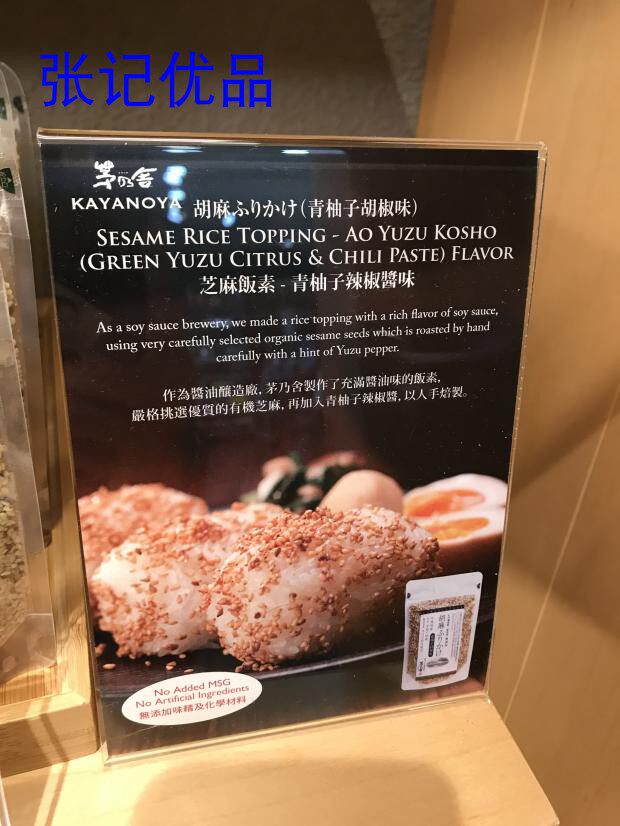 张记优品
茅乃舍
KAYANOYA
胡麻ふりかけ(青柚子胡椒味)
SESAME RICE TOPPING - AO YUZU KOSHO
(GREEN YUZU CITRUS & CHILI PASTE) FLAVOR
芝麻飯素 - 青柚子辣椒醬味
As a soy sauce brewery, we made a rice topping with a rich flavor of soy sauce,
using very carefully selected organic sesame seeds which is roasted by hand
carefully with a hint of Yuzu pepper.
作為醬油釀造廠, 茅乃舍製作了充滿醬油味的飯素,
嚴格挑選優質的有機芝麻, 再加入青柚子辣椒醬, 以人手焙製。
胡麻ふりかけ
No Added MSG
No Artificial Ingredients
無添加味精及化學材料